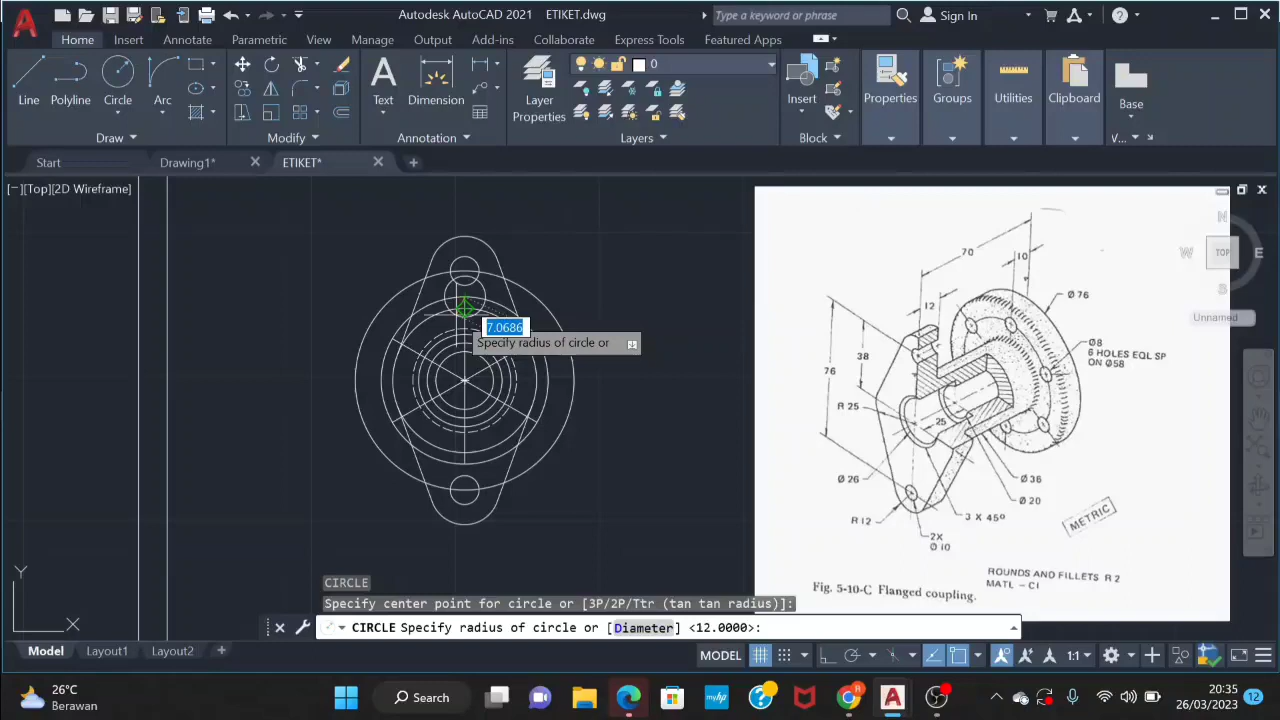 Autodesk AutoCAD 2021 ETIKET.dwg
Type a keyword or phrase
Sign In
Home Insert Annotate Parametric View Manage Output Add-ins Collaborate Express Tools Featured Apps
0
Line Polyline Circle Arc
Text Dimension
Layer Properties
Insert
Properties Groups Utilities Clipboard Base
Draw Modify Annotation Layers Block V...
Start Drawing1* ETIKET*
[−][Top][2D Wireframe]
7.0686
Specify radius of circle or
70
10
12
Ø 76
38
76
Ø8
6 HOLES EQL SP
ON Ø58
R 25
25
Ø 26
Ø 36
Ø 20
R 12
3 X 45°
METRIC
2X
Ø 10
ROUNDS AND FILLETS R 2
MATL – C1
Fig. 5-10-C Flanged coupling.
N
W TOP E
S
Unnamed
Y
X
CIRCLE
Specify center point for circle or [3P/2P/Ttr (tan tan radius)]:
CIRCLE Specify radius of circle or [Diameter] <12.0000>:
Model Layout1 Layout2
MODEL 1:1
26°C
Berawan
Search
hp
20:35
26/03/2023
12